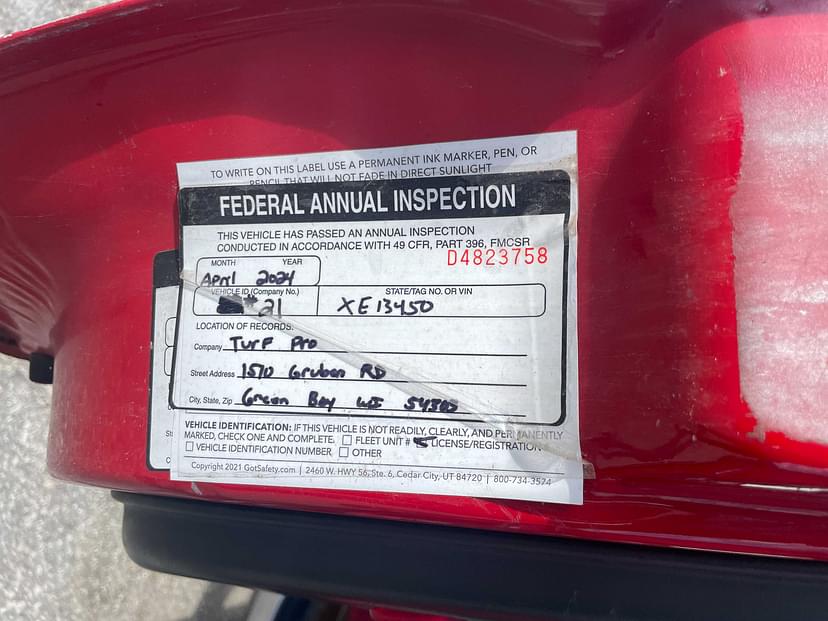 TO WRITE ON THIS LABEL USE A PERMANENT INK MARKER, PEN, OR
PENCIL THAT WILL NOT FADE IN DIRECT SUNLIGHT
FEDERAL ANNUAL INSPECTION
THIS VEHICLE HAS PASSED AN ANNUAL INSPECTION
CONDUCTED IN ACCORDANCE WITH 49 CFR, PART 396, FMCSR
D4823758
MONTH YEAR
April 2024
VEHICLE ID (Company No.) STATE/TAG NO. OR VIN
#21 XE13450
LOCATION OF RECORDS:
Company Turf Pro
Street Address 1510 Gruban RD
City, State, Zip Green Bay WI
VEHICLE IDENTIFICATION: IF THIS VEHICLE IS NOT READILY, CLEARLY, AND PERMANENTLY
MARKED, CHECK ONE AND COMPLETE. FLEET UNIT # LICENSE/REGISTRATION
VEHICLE IDENTIFICATION NUMBER OTHER
Copyright 2021 GotSafety.com | 2460 W. HWY 56, Ste. 6, Cedar City, UT 84720 | 800-734-3574